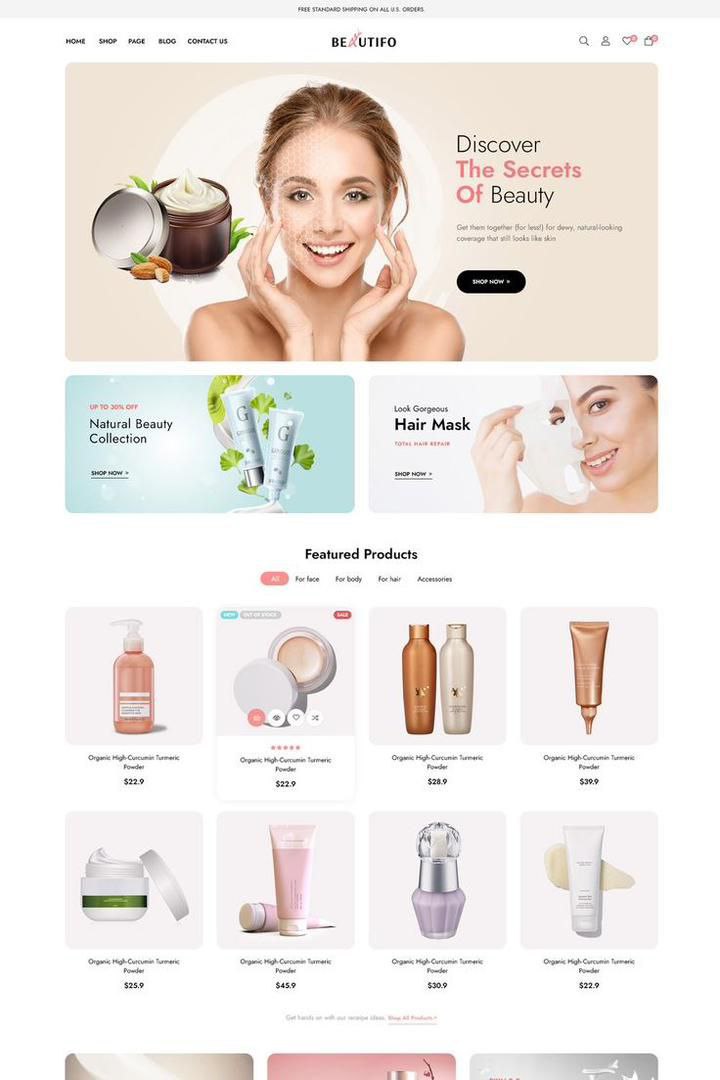 FREE STANDARD SHIPPING ON ALL U.S. ORDERS.
HOME SHOP PAGE BLOG CONTACT US
BEAUTIFO
0 0
Discover
The Secrets
Of Beauty
Get them together (for less!) for dewy, natural-looking
coverage that still looks like skin
SHOP NOW >
UP TO 30% OFF
Natural Beauty
Collection
SHOP NOW >
G
G
Look Gorgeous
Hair Mask
TOTAL HAIR REPAIR
SHOP NOW >
Featured Products
All For face For body For hair Accessories
NEW OUT OF STOCK SALE
Organic High-Curcumin Turmeric
Powder
$22.9
Organic High-Curcumin Turmeric
Powder
$22.9
Organic High-Curcumin Turmeric
Powder
$28.9
Organic High-Curcumin Turmeric
Powder
$39.9
Organic High-Curcumin Turmeric
Powder
$25.9
Organic High-Curcumin Turmeric
Powder
$45.9
Organic High-Curcumin Turmeric
Powder
$30.9
Organic High-Curcumin Turmeric
Powder
$22.9
Get hands on with our receipe ideas. Shop All Products >